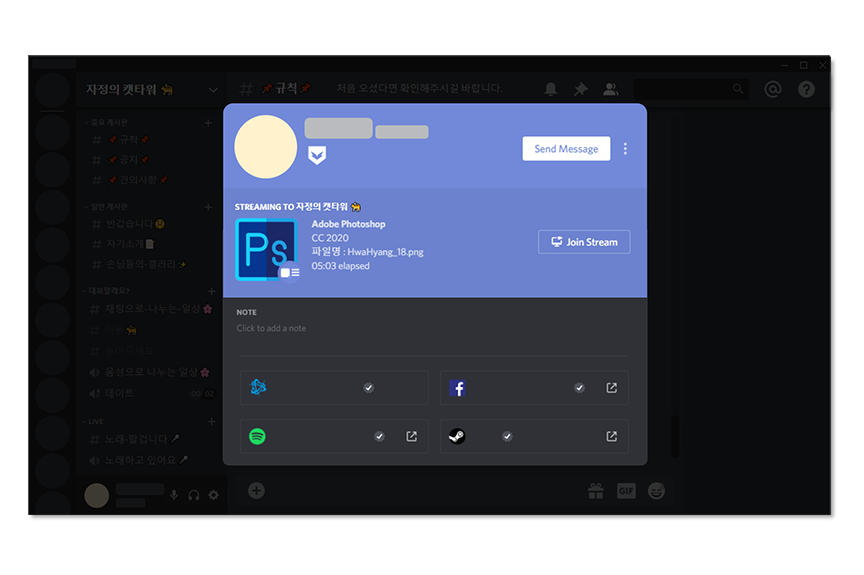 자정의 캣타워
# 규칙
처음 오셨다면 확인해주시길 바랍니다.
중요 게시판
# 규칙
# 공지
# 건의사항
일반 게시판
# 반갑습니다
# 자기소개
# 손님들의-갤러리
대화할래요?
# 채팅으로-나누는-일상
음성으로 나누는 일상
데이트
00 02
LIVE
# 노래-할겁니다
노래하고 있어요
Send Message
STREAMING TO 자정의 캣타워
Ps
Adobe Photoshop
CC 2020
파일명 : HwaHyang_18.png
05:03 elapsed
Join Stream
NOTE
Click to add a note
GIF